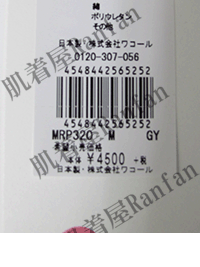 綿
ポリウレタン
その他
日本製・株式会社ワコール
0120-307-056
4548442565252
4548442565252
MRP320 M GY
希望小売価格
本体 ¥4500 +税
日本製・株式会社ワコール
肌着屋Ranfan
肌着屋Ranfan
肌着屋Ranfan